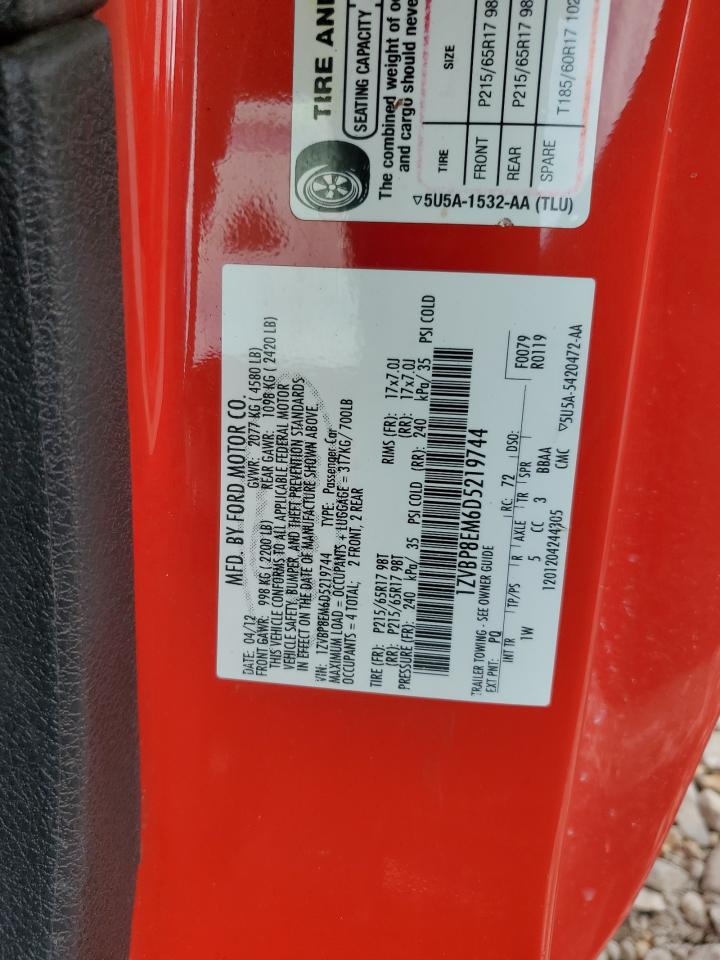 TIRE AND
SEATING CAPACITY
The combined weight of oc
and cargo should neve
TIRE SIZE
FRONT P215/65R17 98
REAR P215/65R17 98
SPARE T185/60R17 102
▽5U5A-1532-AA (TLU)
MFD. BY FORD MOTOR CO.
DATE: 04/12 GVWR: 2077 KG ( 4580 LB)
FRONT GAWR: 998 KG ( 2200 LB) REAR GAWR: 1098 KG ( 2420 LB)
THIS VEHICLE CONFORMS TO ALL APPLICABLE FEDERAL MOTOR
VEHICLE SAFETY, BUMPER, AND THEFT PREVENTION STANDARDS
IN EFFECT ON THE DATE OF MANUFACTURE SHOWN ABOVE
VIN: 1ZVBP8EM6D5219744 TYPE: Passenger Car
MAXIMUM LOAD = OCCUPANTS + LUGGAGE = 317KG/ 700LB
OCCUPANTS = 4 TOTAL; 2 FRONT, 2 REAR
TIRE (FR): P215/65R17 98T RIMS (FR): 17x7.0J
(RR): P215/65R17 98T (RR): 17x7.0J
PRESSURE (FR): 240 kPa/ 35 PSI COLD (RR): 240 kPa/ 35 PSI COLD
1ZVBP8EM6D5219744
TRAILER TOWING - SEE OWNER GUIDE
EXT PNT: PQ RC: 72 DSO:
INT TR TP/PS R AXLE TR SPR F0079
1W 5 CC 3 BBAA R0119
12012042443O5 CMC ▽5U5A-5420472-AA